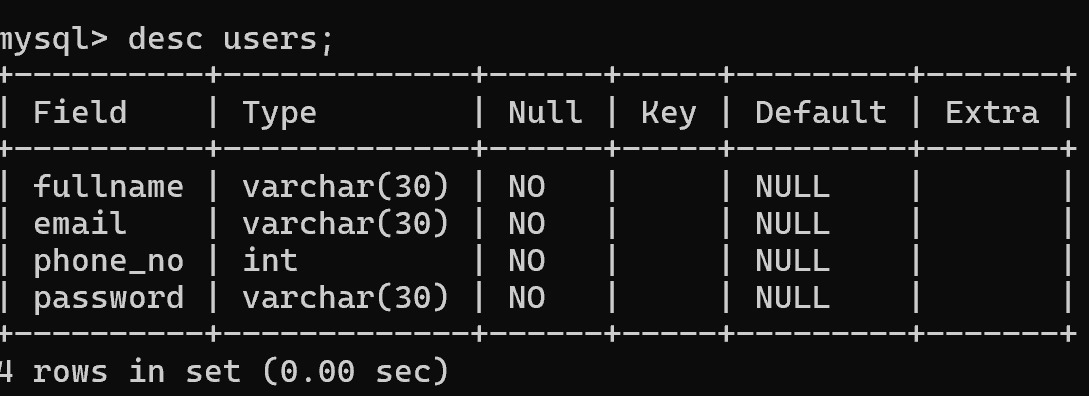 mysql> desc users;
+----------+-------------+------+-----+---------+-------+
| Field    | Type        | Null | Key | Default | Extra |
+----------+-------------+------+-----+---------+-------+
| fullname | varchar(30) | NO   |     | NULL    |       |
| email    | varchar(30) | NO   |     | NULL    |       |
| phone_no | int         | NO   |     | NULL    |       |
| password | varchar(30) | NO   |     | NULL    |       |
+----------+-------------+------+-----+---------+-------+
4 rows in set (0.00 sec)